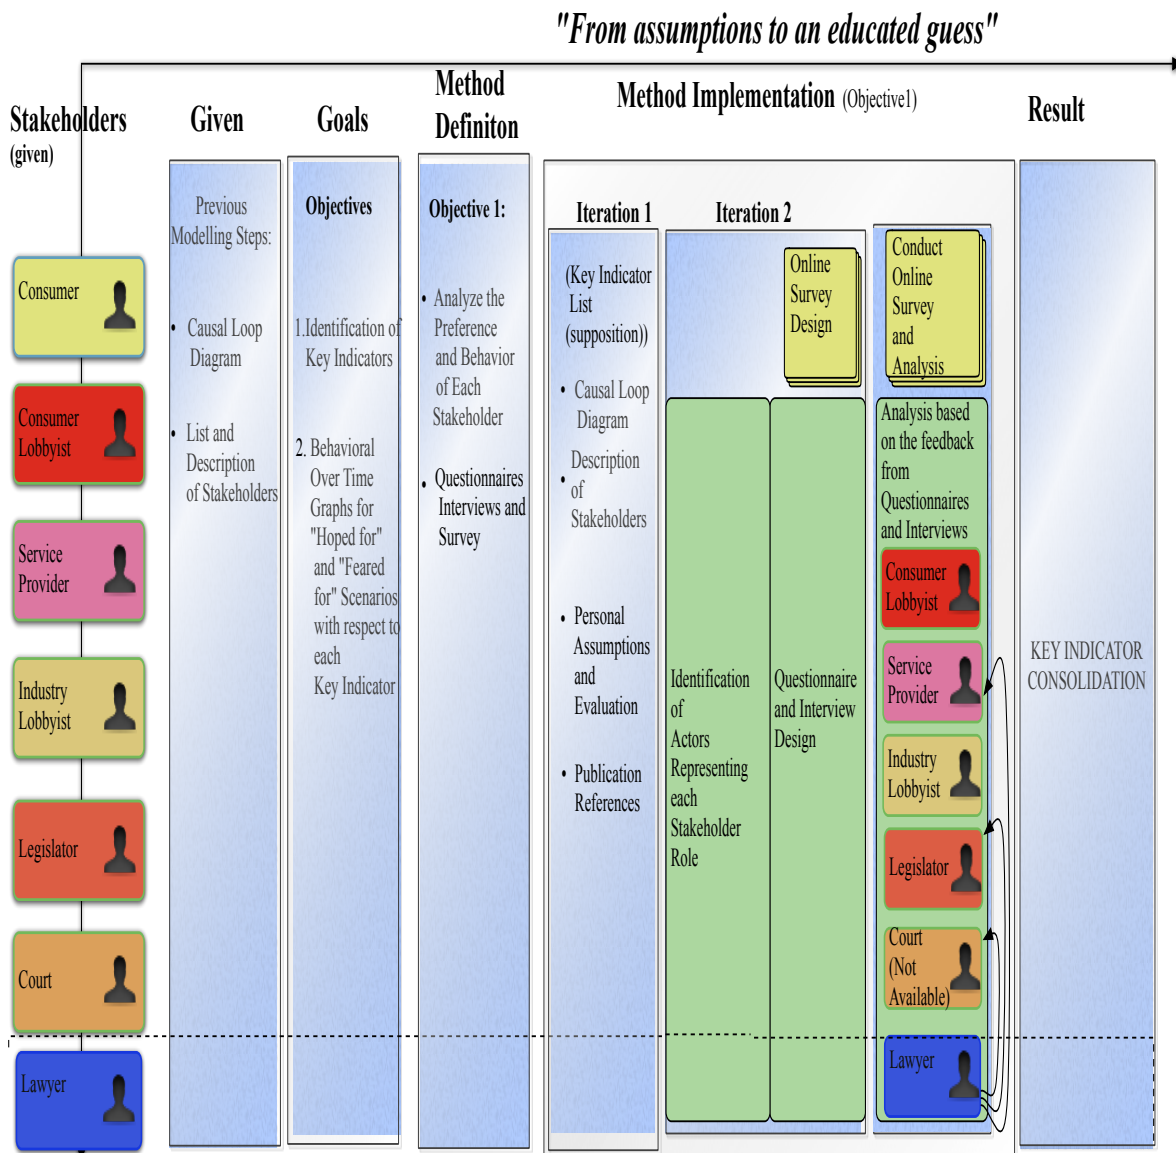 "From assumptions to an educated guess"
Stakeholders
(given)
Given
Goals
Method
Definiton
Method Implementation (Objective1)
Result
Consumer
Consumer
Lobbyist
Service
Provider
Industry
Lobbyist
Legislator
Court
Lawyer
Previous
Modelling Steps:
• Causal Loop
Diagram
• List and
Description
of Stakeholders
Objectives
1.Identification of
Key Indicators
2. Behavioral
Over Time
Graphs for
"Hoped for"
and "Feared
for" Scenarios
with respect to
each
Key Indicator
Objective 1:
• Analyze the
Preference
and Behavior
of Each
Stakeholder
• Questionnaires
Interviews and
Survey
Iteration 1
(Key Indicator
List
(supposition))
• Causal Loop
Diagram
• Description
of
Stakeholders
• Personal
Assumptions
and
Evaluation
• Publication
References
Iteration 2
Online
Survey
Design
Identification
of
Actors
Representing
each
Stakeholder
Role
Questionnaire
and Interview
Design
Conduct
Online
Survey
and
Analysis
Analysis based
on the feedback
from
Questionnaires
and Interviews
Consumer
Lobbyist
Service
Provider
Industry
Lobbyist
Legislator
Court
(Not
Available)
Lawyer
KEY INDICATOR
CONSOLIDATION